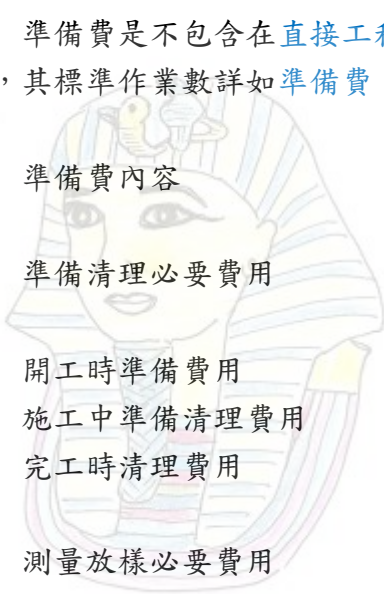 準備費是不包含在直接工程
,其標準作業數詳如準備費
準備費內容
準備清理必要費用
開工時準備費用
施工中準備清理費用
完工時清理費用
測量放樣必要費用